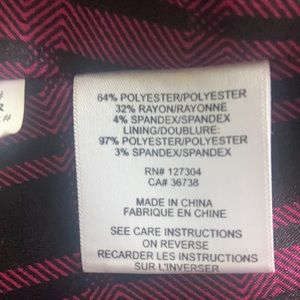 64% POLYESTER/POLYESTER
32% RAYON/RAYONNE
4% SPANDEX/SPANDEX
LINING/DOUBLURE:
97% POLYESTER/POLYESTER
3% SPANDEX/SPANDEX
RN# 127304
CA# 36738
MADE IN CHINA
FABRIQUE EN CHINE
SEE CARE INSTRUCTIONS
ON REVERSE
RECARDER LES INSTRUCTIONS
SUR L'INVERSER